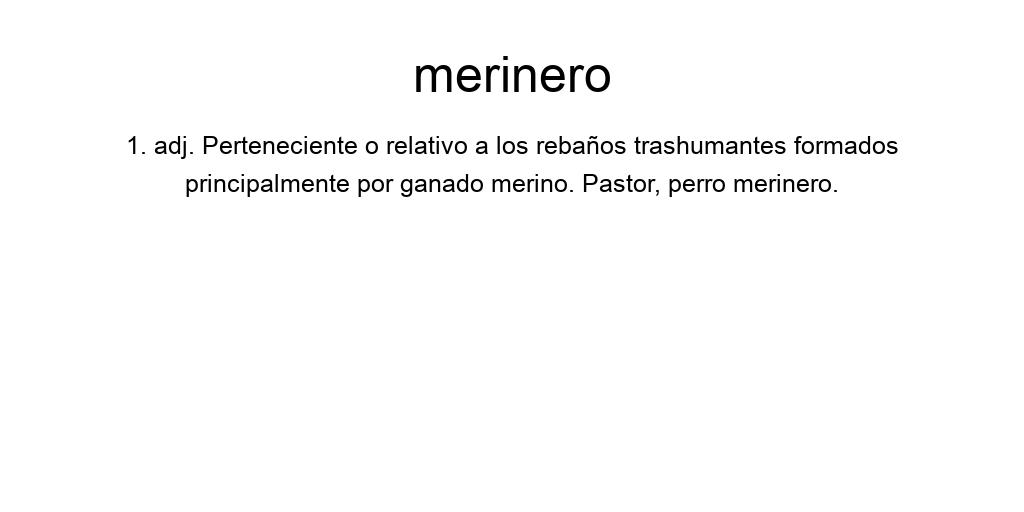 merinero
1. adj. Perteneciente o relativo a los rebaños trashumantes formados
principalmente por ganado merino. Pastor, perro merinero.